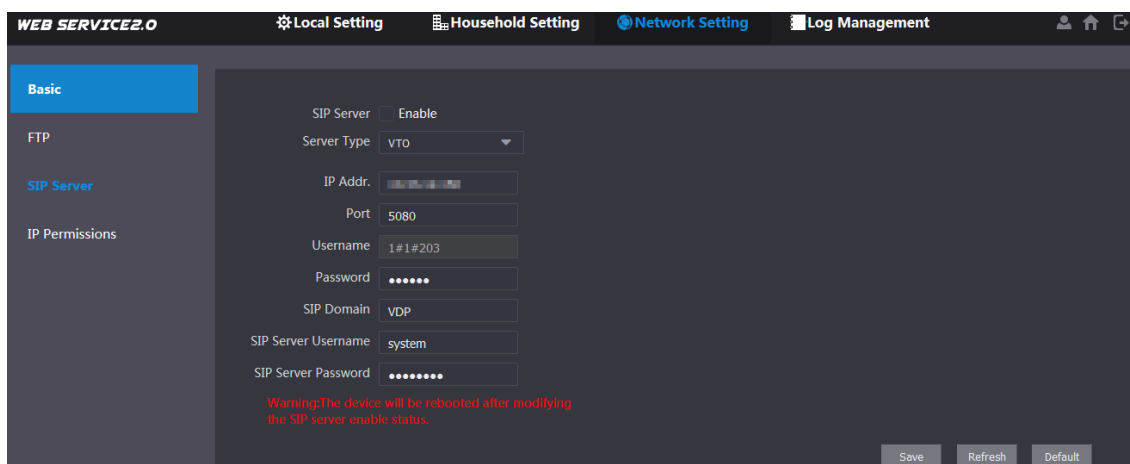 WEB SERVICE2.0 Local Setting Household Setting Network Setting Log Management
Basic
FTP
SIP Server
IP Permissions
SIP Server Enable
Server Type VTO
IP Addr.
Port 5080
Username 1#1#203
Password ••••••
SIP Domain VDP
SIP Server Username system
SIP Server Password ••••••••
Warning:The device will be rebooted after modifying
the SIP server enable status.
Save Refresh Default